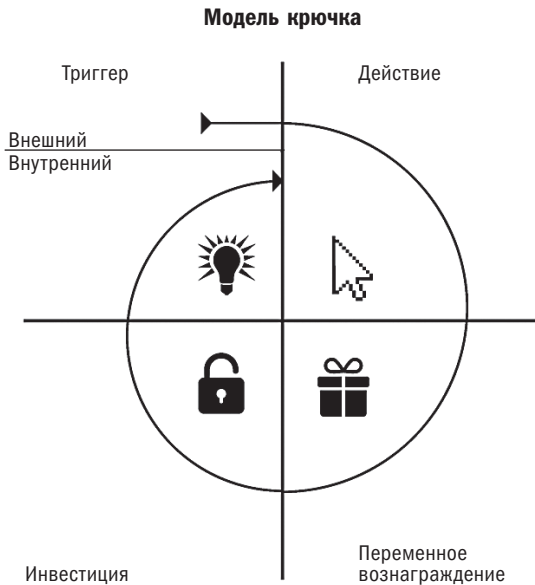 Модель крючка
Триггер
Действие
Внешний
Внутренний
Инвестиция
Переменное
вознаграждение